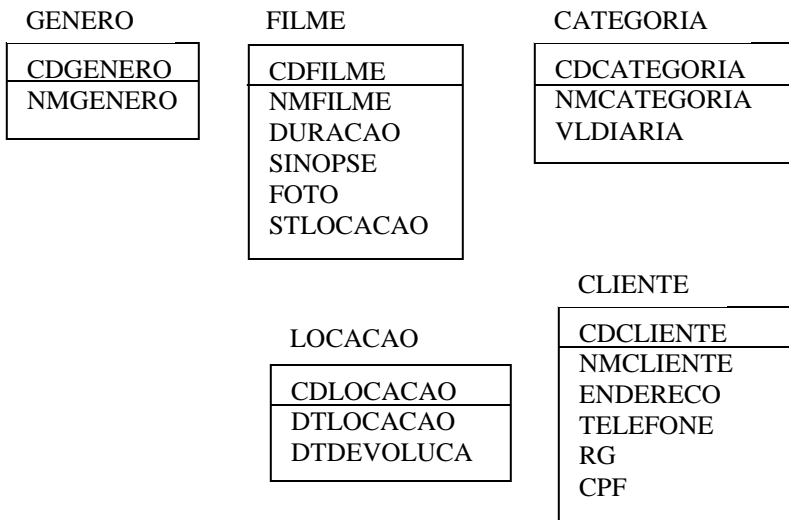 GENERO
CDGENERO
NMGENERO
FILME
CDFILME
NMFILME
DURACAO
SINOPSE
FOTO
STLOCACAO
CATEGORIA
CDCATEGORIA
NMCATEGORIA
VLDIARIA
LOCACAO
CDLOCACAO
DTLOCACAO
DTDEVOLUCA
CLIENTE
CDCLIENTE
NMCLIENTE
ENDERECO
TELEFONE
RG
CPF